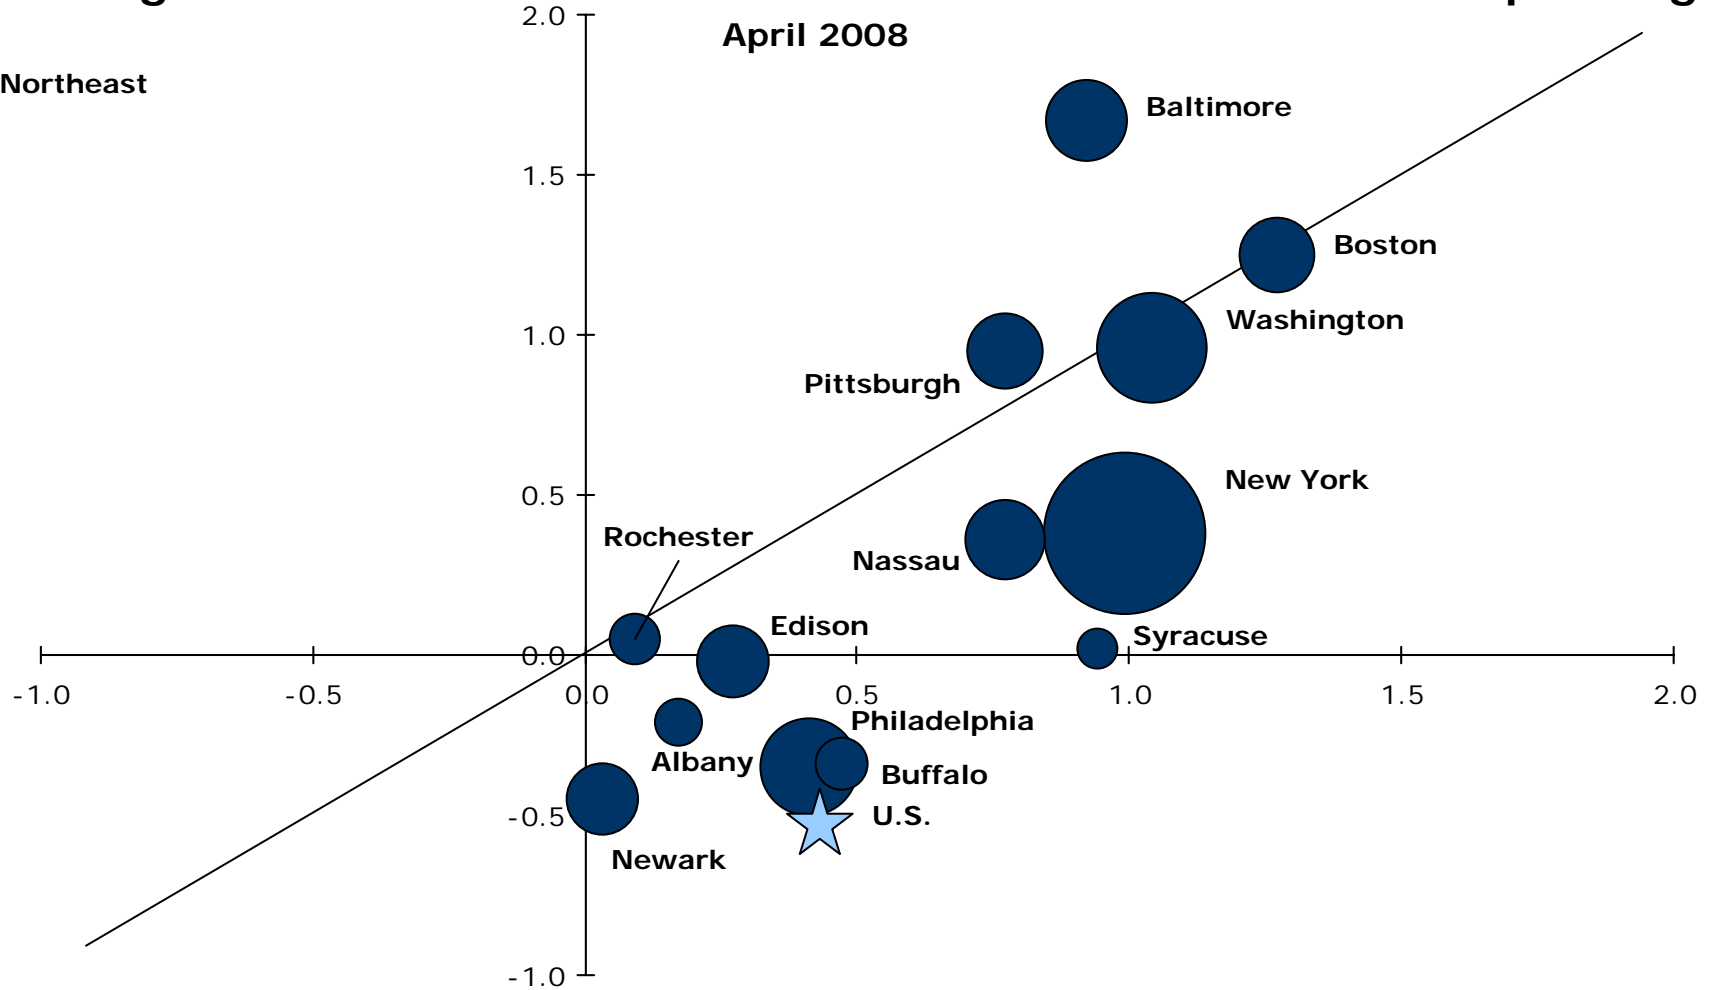 2.0
April 2008
Northeast
Baltimore
1.5
Boston
Washington
1.0
Pittsburgh
New York
0.5
Rochester
Nassau
Edison
Syracuse
0.0
-1.0 -0.5 0.0 0.5 1.0 1.5 2.0
Philadelphia
Albany
Buffalo
-0.5
U.S.
Newark
-1.0